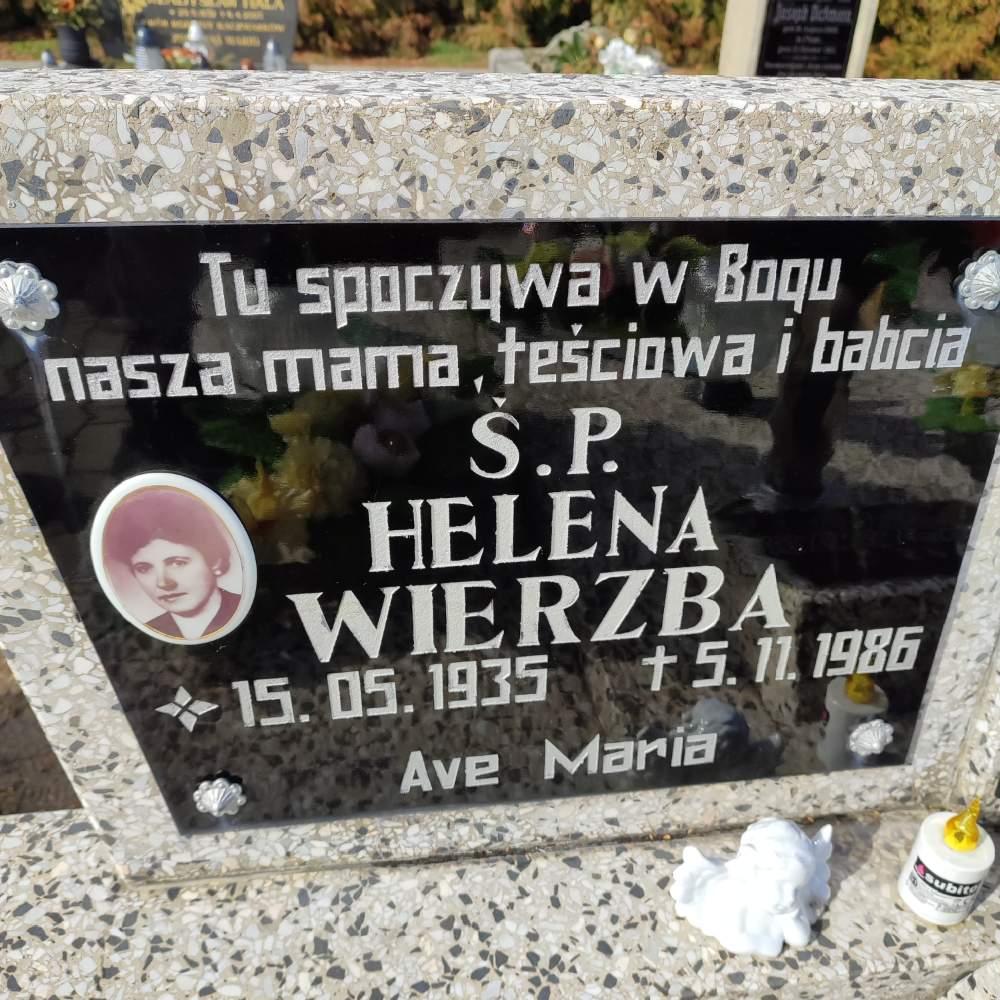 Tu spoczywa w Bogu
nasza mama, teściowa i babcia
Ś.P.
HELENA
WIERZBA
15. 05. 1935 5. 11. 1986
Ave Maria
subito